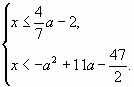 x ≤ 4/7 a − 2,
x < −a² + 11a − 47/2.